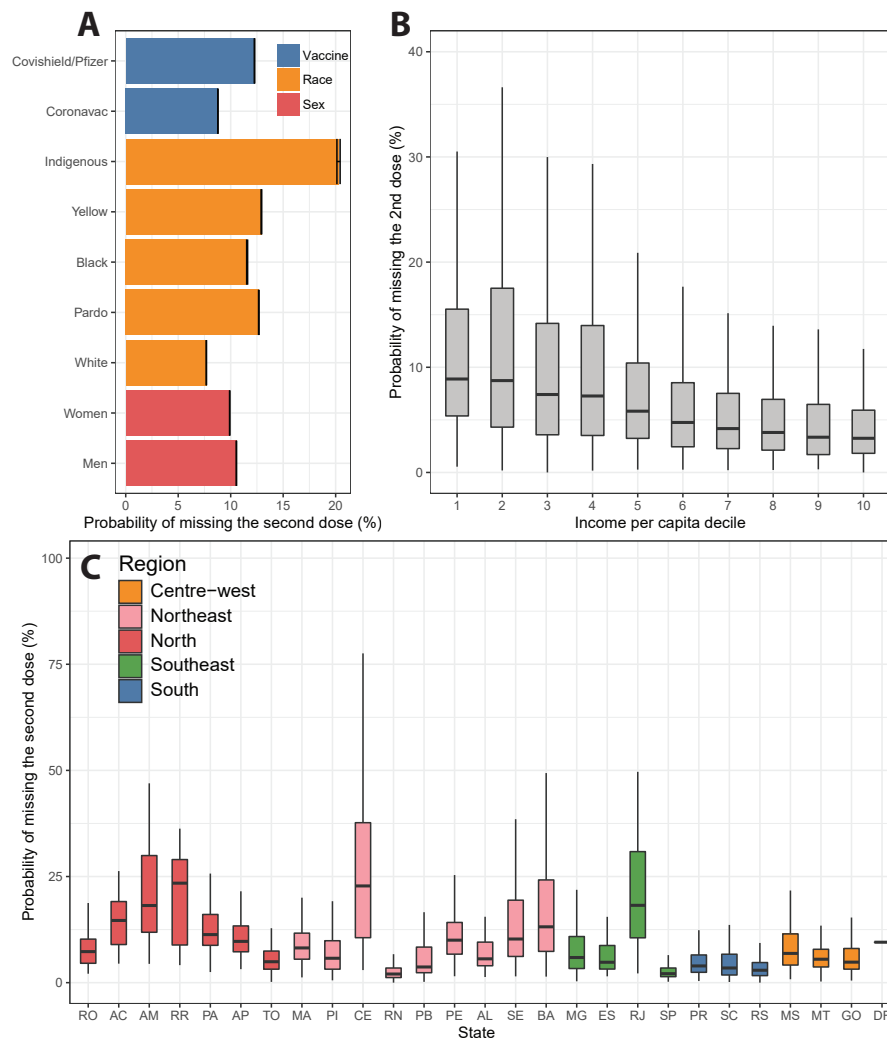 A
Covishield/Pfizer
Coronavac
Indigenous
Yellow
Black
Pardo
White
Women
Men
Vaccine
Race
Sex
0 5 10 15 20
Probability of missing the second dose (%)
B
Probability of missing the 2nd dose (%)
40
30
20
10
0
1 2 3 4 5 6 7 8 9 10
Income per capita decile
C
Region
Centre−west
Northeast
North
Southeast
South
Probability of missing the second dose (%)
100
75
50
25
0
RO AC AM RR PA AP TO MA PI CE RN PB PE AL SE BA MG ES RJ SP PR SC RS MS MT GO DF
State